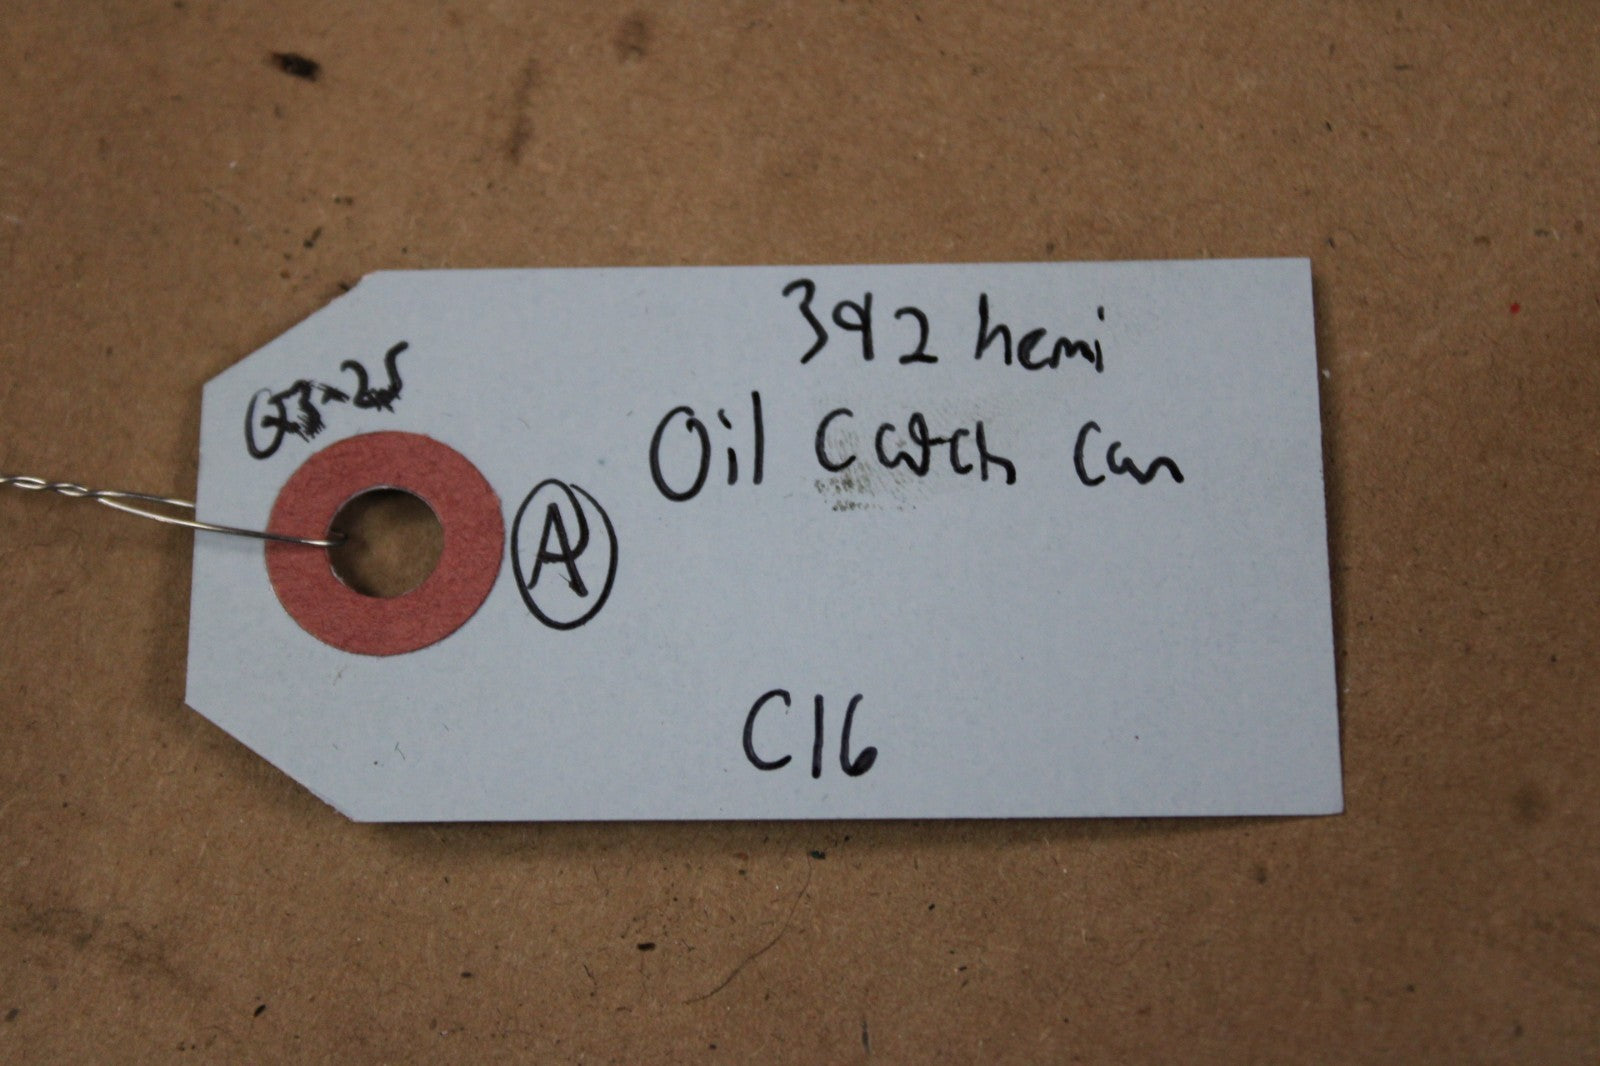 392 hemi
Oil Catch Can
A
C16